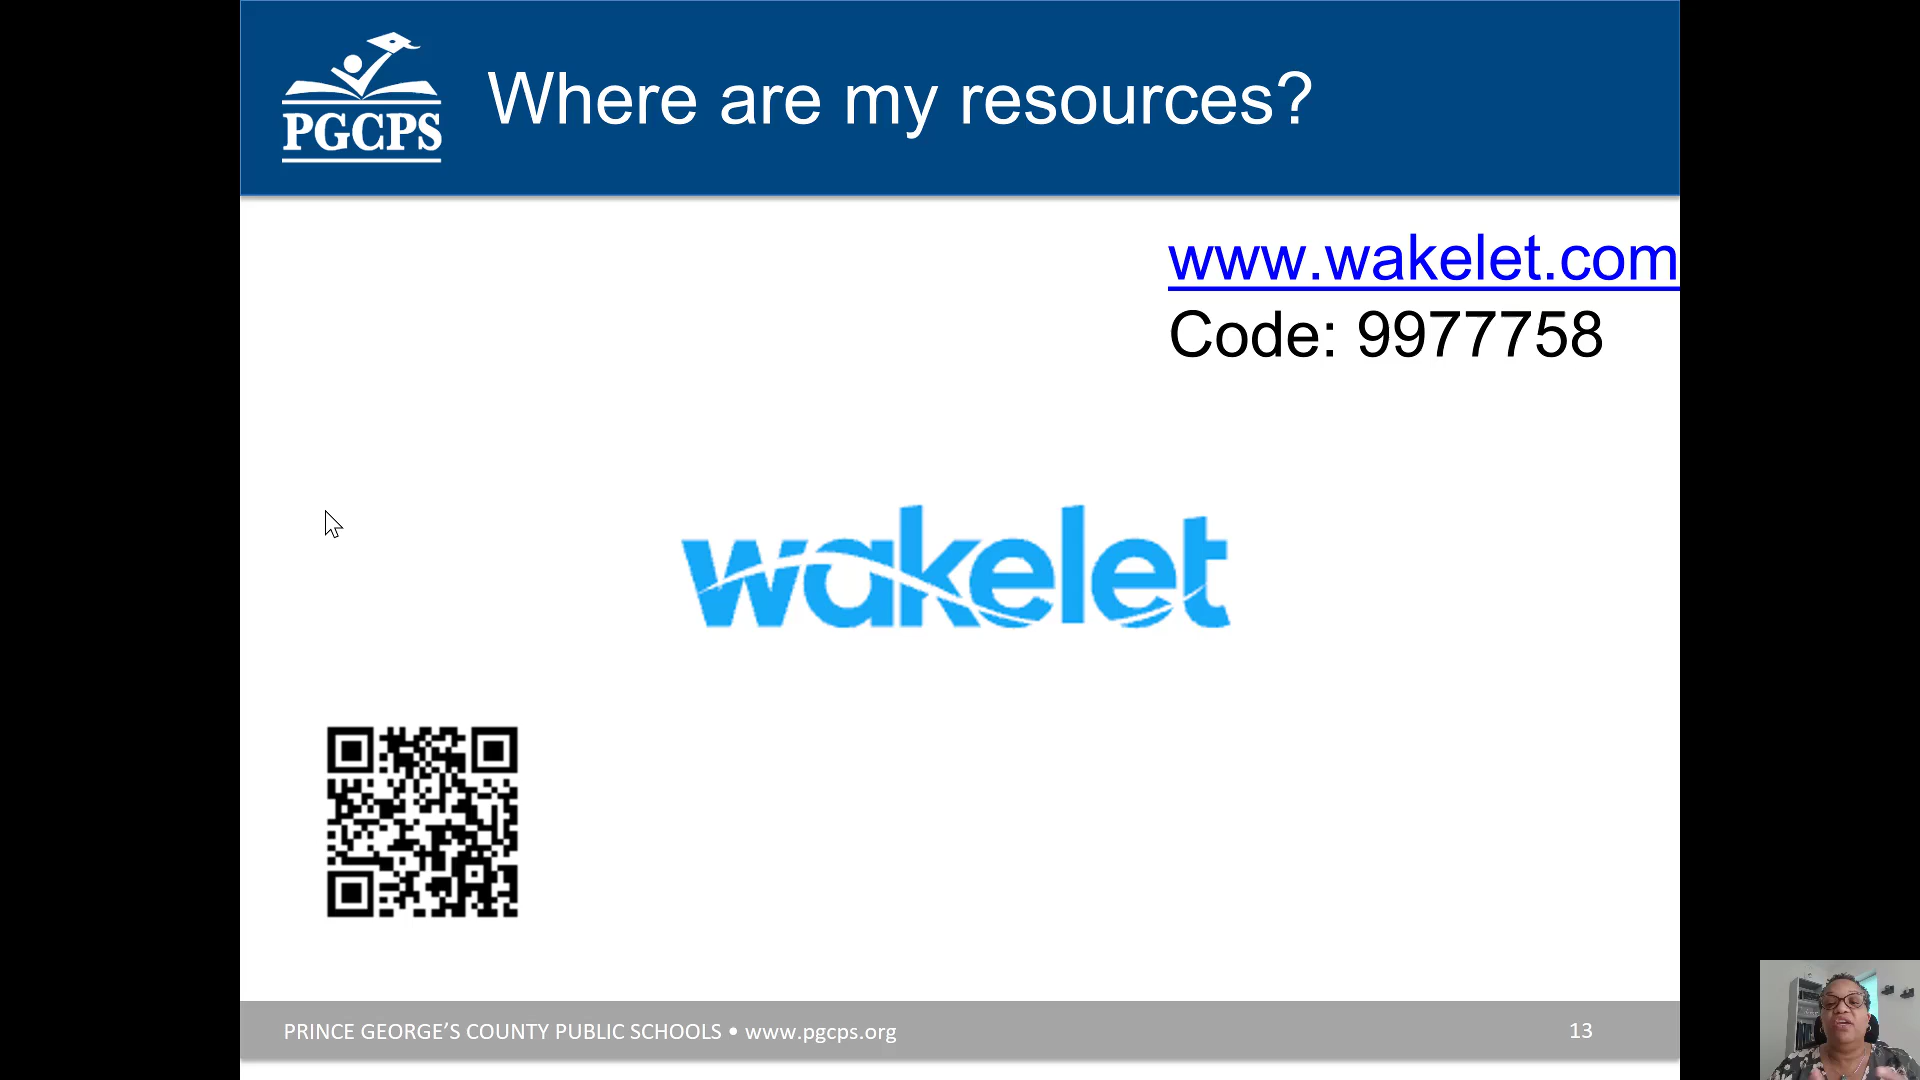 PGCPS
Where are my resources?
www.wakelet.com
Code: 9977758
wakelet
PRINCE GEORGE’S COUNTY PUBLIC SCHOOLS • www.pgcps.org
13